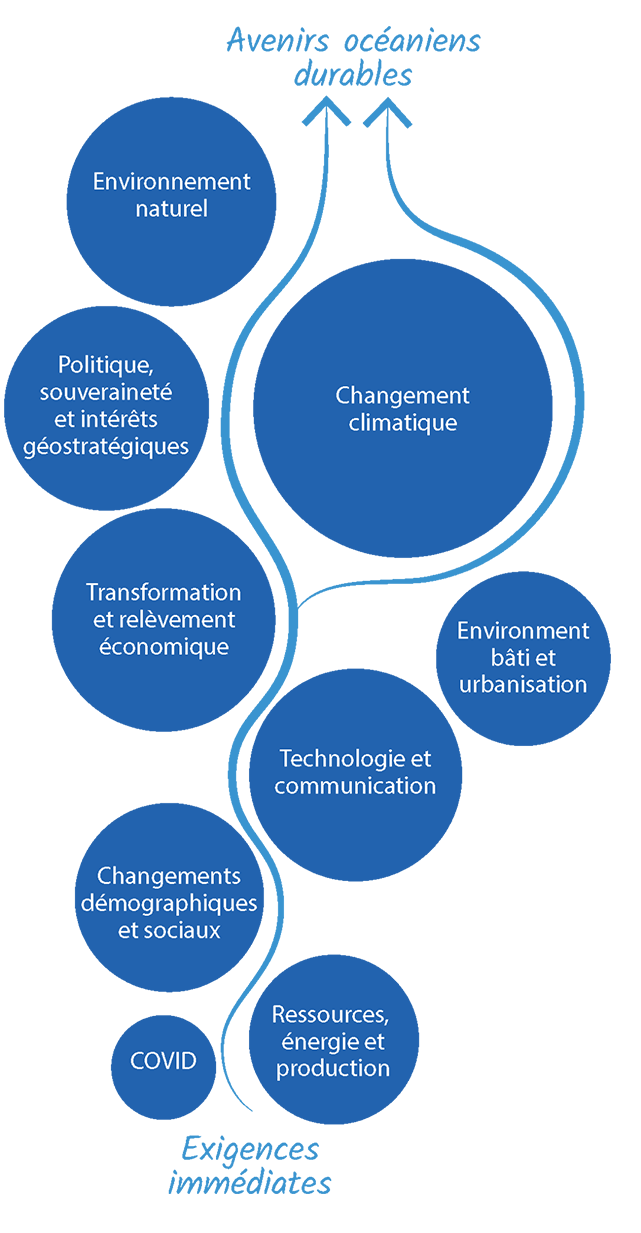 Avenirs océaniens
durables
Environnement
naturel
Politique,
souveraineté
et intérêts
géostratégiques
Changement
climatique
Transformation
et relèvement
économique
Environment
bâti et
urbanisation
Technologie et
communication
Changements
démographiques
et sociaux
Ressources,
énergie et
production
COVID
Exigences
immédiates